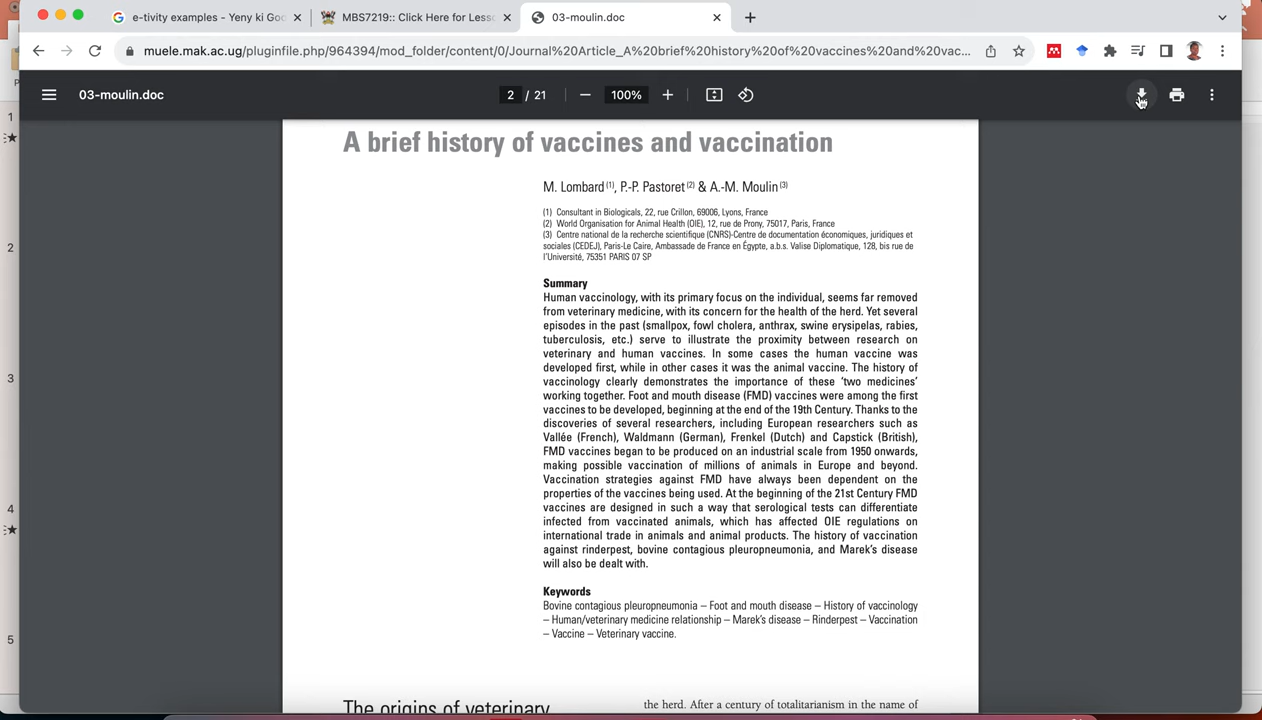 e-tivity examples - Yeny ki Goo
MBS7219:: Click Here for Lesso
03-moulin.doc
muele.mak.ac.ug/pluginfile.php/964394/mod_folder/content/0/Journal%20Article_A%20brief%20history%20of%20vaccines%20and%20vac...
03-moulin.doc
2 / 21
100%
1
2
3
4
5
A brief history of vaccines and vaccination
M. Lombard (1), P.-P. Pastoret (2) & A.-M. Moulin (3)
(1) Consultant in Biologicals, 22, rue Crillon, 69006, Lyons, France
(2) World Organisation for Animal Health (OIE), 12, rue de Prony, 75017, Paris, France
(3) Centre national de la recherche scientifique (CNRS)-Centre de documentation économiques, juridiques et
sociales (CEDEJ), Paris-Le Caire, Ambassade de France en Égypte, a.b.s. Valise Diplomatique, 128, bis rue de
l'Université, 75351 PARIS 07 SP
Summary
Human vaccinology, with its primary focus on the individual, seems far removed
from veterinary medicine, with its concern for the health of the herd. Yet several
episodes in the past (smallpox, fowl cholera, anthrax, swine erysipelas, rabies,
tuberculosis, etc.) serve to illustrate the proximity between research on
veterinary and human vaccines. In some cases the human vaccine was
developed first, while in other cases it was the animal vaccine. The history of
vaccinology clearly demonstrates the importance of these 'two medicines'
working together. Foot and mouth disease (FMD) vaccines were among the first
vaccines to be developed, beginning at the end of the 19th Century. Thanks to the
discoveries of several researchers, including European researchers such as
Vallée (French), Waldmann (German), Frenkel (Dutch) and Capstick (British),
FMD vaccines began to be produced on an industrial scale from 1950 onwards,
making possible vaccination of millions of animals in Europe and beyond.
Vaccination strategies against FMD have always been dependent on the
properties of the vaccines being used. At the beginning of the 21st Century FMD
vaccines are designed in such a way that serological tests can differentiate
infected from vaccinated animals, which has affected OIE regulations on
international trade in animals and animal products. The history of vaccination
against rinderpest, bovine contagious pleuropneumonia, and Marek's disease
will also be dealt with.
Keywords
Bovine contagious pleuropneumonia – Foot and mouth disease – History of vaccinology
– Human/veterinary medicine relationship – Marek's disease – Rinderpest – Vaccination
– Vaccine – Veterinary vaccine.
The origins of veterinary
the herd. After a century of totalitarianism in the name of